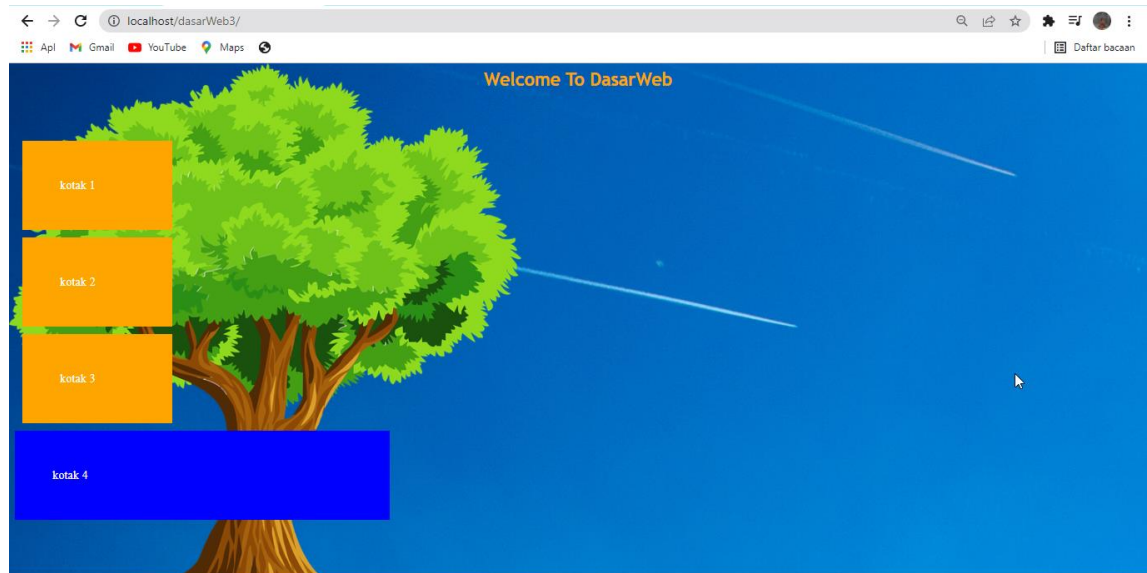 localhost/dasarWeb3/
Apl Gmail YouTube Maps Daftar bacaan
Welcome To DasarWeb
kotak 1
kotak 2
kotak 3
kotak 4